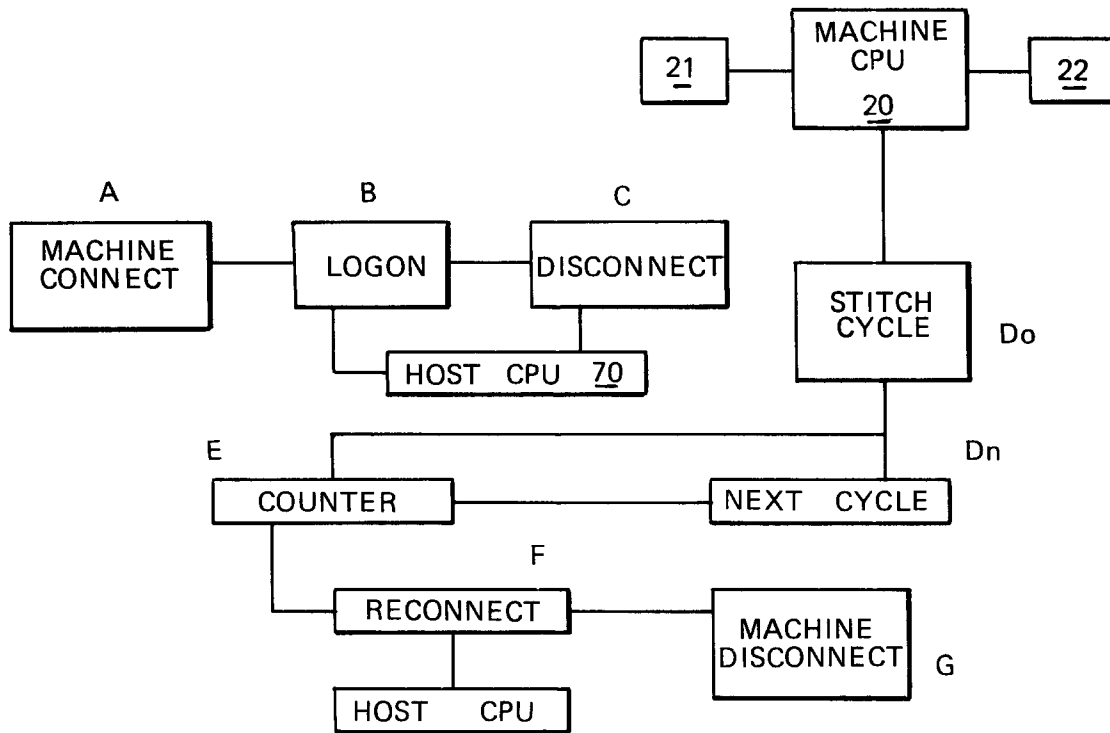 MACHINE
CPU
20
21
22
A
B
C
MACHINE
CONNECT
LOGON
DISCONNECT
HOST CPU 70
STITCH
CYCLE
Do
E
Dn
COUNTER
NEXT CYCLE
F
RECONNECT
MACHINE
DISCONNECT
G
HOST CPU